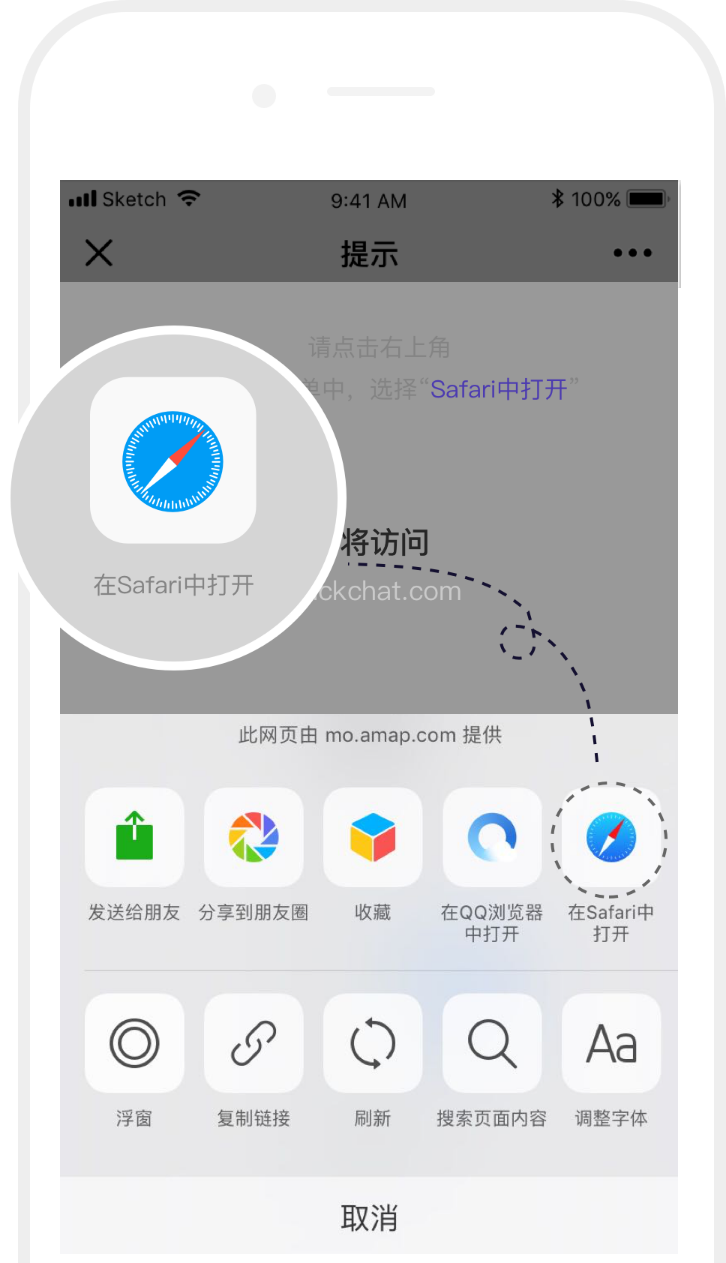 Sketch
9:41 AM
100%
提示
请点击右上角
单中，选择“Safari中打开”
将访问
ckchat.com
在Safari中打开
此网页由 mo.amap.com 提供
发送给朋友
分享到朋友圈
收藏
在QQ浏览器
中打开
在Safari中
打开
Aa
浮窗
复制链接
刷新
搜索页面内容
调整字体
取消